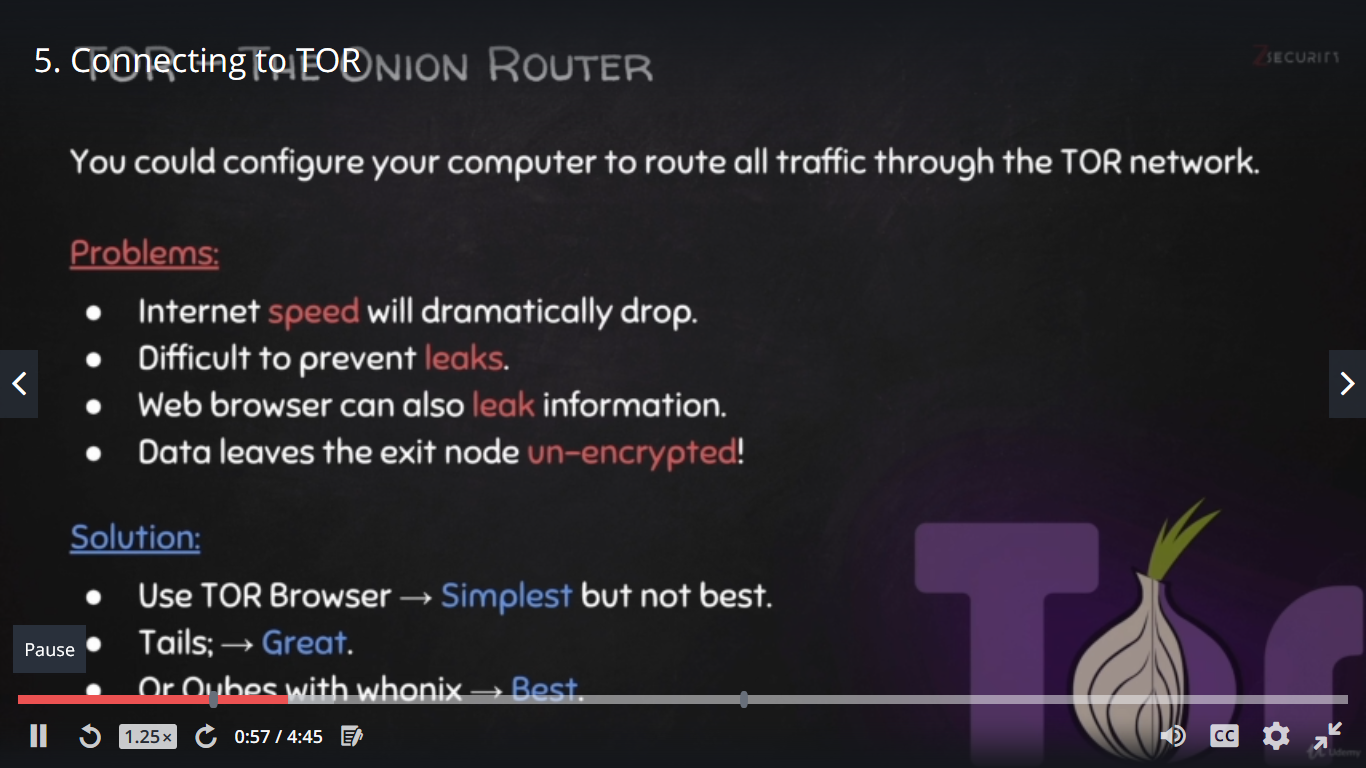 5. Connecting to TOR
TOR - THE ONION ROUTER
ZSECURITY
You could configure your computer to route all traffic through the TOR network.
Problems:
● Internet speed will dramatically drop.
● Difficult to prevent leaks.
● Web browser can also leak information.
● Data leaves the exit node un-encrypted!
Solution:
● Use TOR Browser → Simplest but not best.
● Tails; → Great.
● Or Qubes with whonix → Best.
Pause
Tor
1.25×
0:57 / 4:45
CC
Udemy